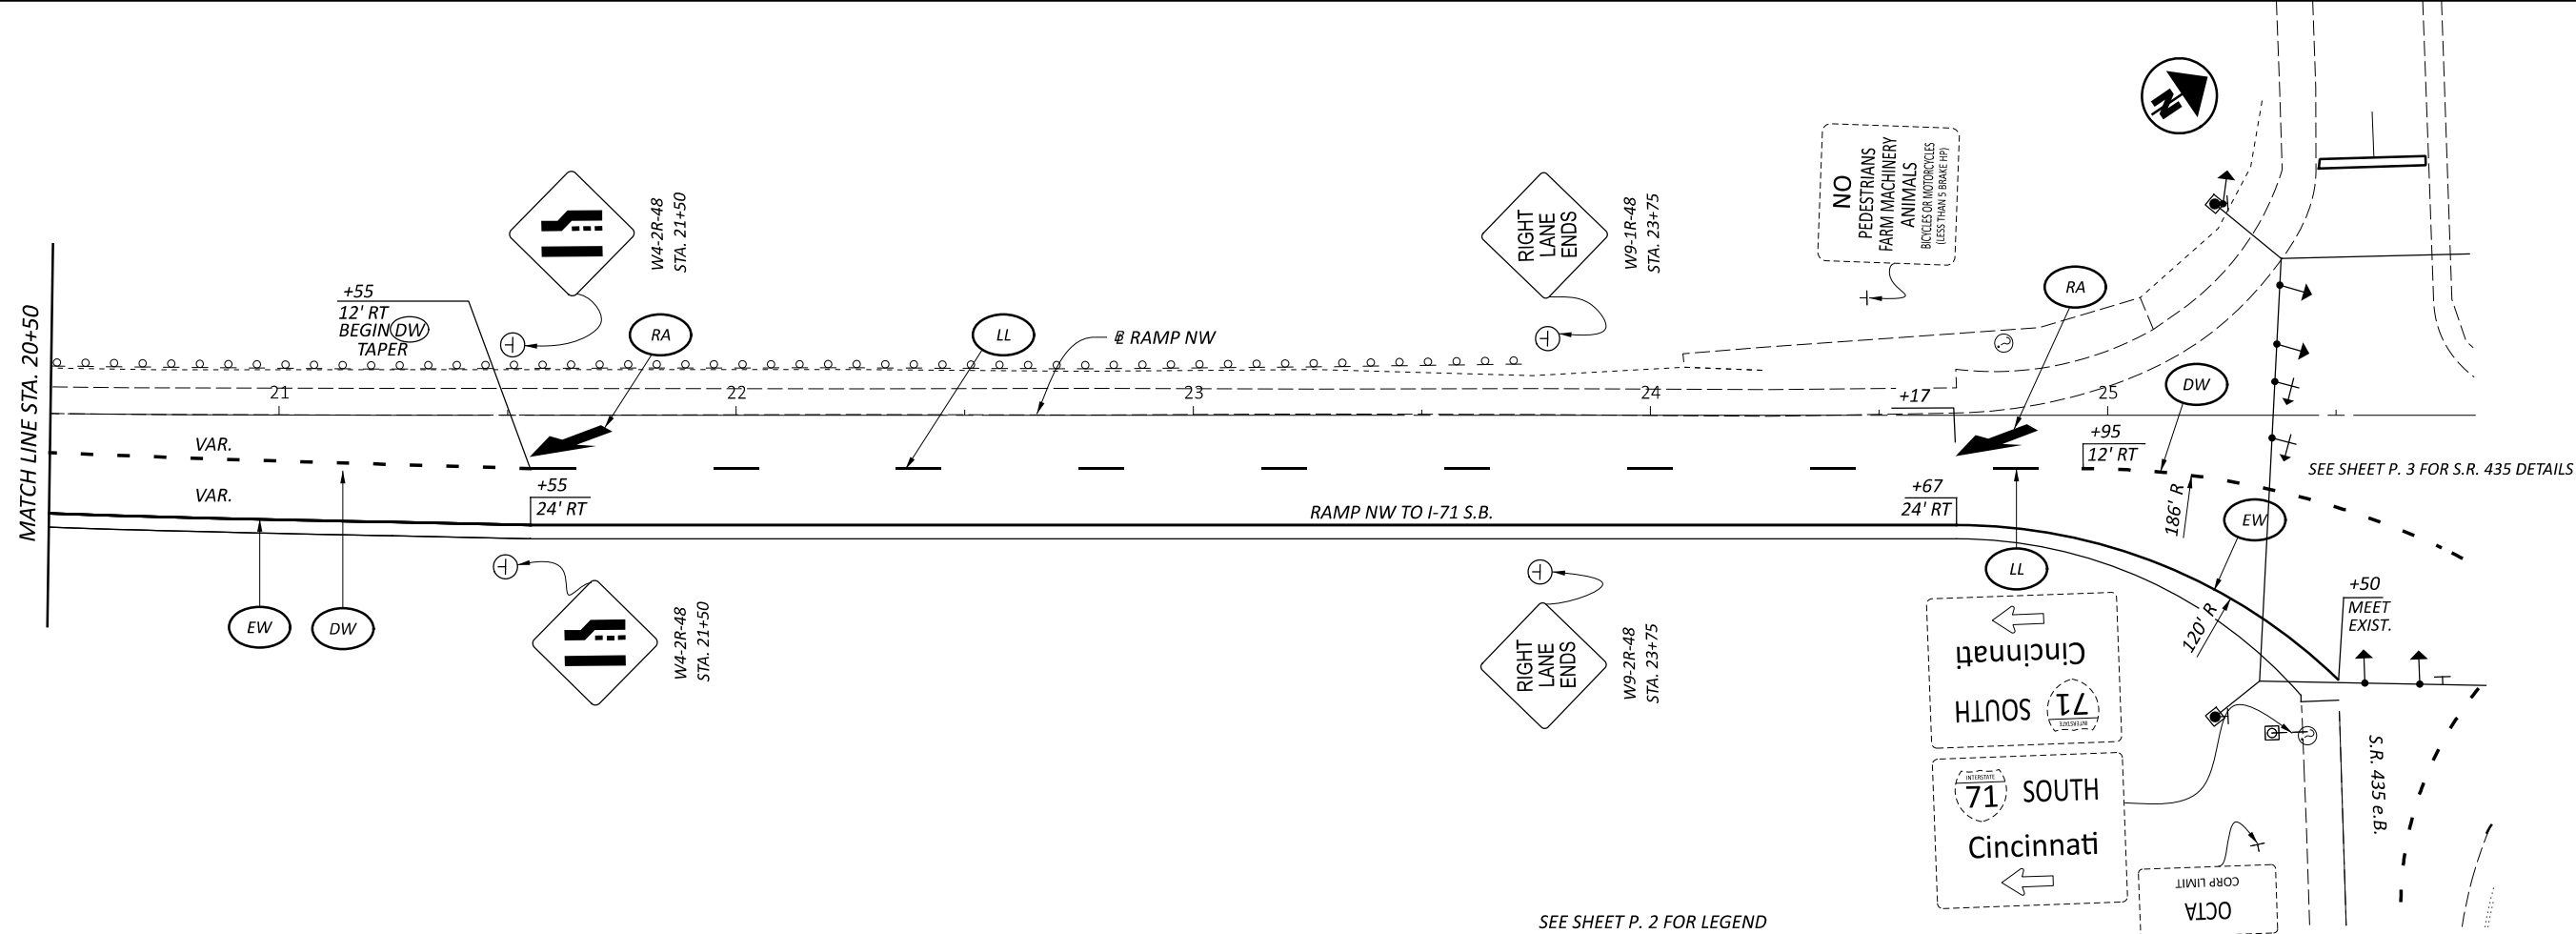 MATCH LINE STA. 20+50
+55
12' RT
BEGIN DW
TAPER
W4-2R-48
STA. 21+50
RA
LL
RAMP NW
RIGHT
LANE
ENDS
W9-1R-48
STA. 23+75
NO
PEDESTRIANS
FARM MACHINERY
ANIMALS
BICYCLES OR MOTORCYCLES
(LESS THAN 5 BRAKE HP)
N
RA
DW
21
22
23
24
25
+17
VAR.
VAR.
+55
24' RT
RAMP NW TO I-71 S.B.
+67
24' RT
+95
12' RT
186' R
SEE SHEET P. 3 FOR S.R. 435 DETAILS
EW
LL
EW
DW
W4-2R-48
STA. 21+50
RIGHT
LANE
ENDS
W9-2R-48
STA. 23+75
120' R
+50
MEET
EXIST.
INTERSTATE
71 SOUTH
Cincinnati
INTERSTATE
71 SOUTH
Cincinnati
S.R. 435 e.B.
OCTA
CORP LIMIT
SEE SHEET P. 2 FOR LEGEND